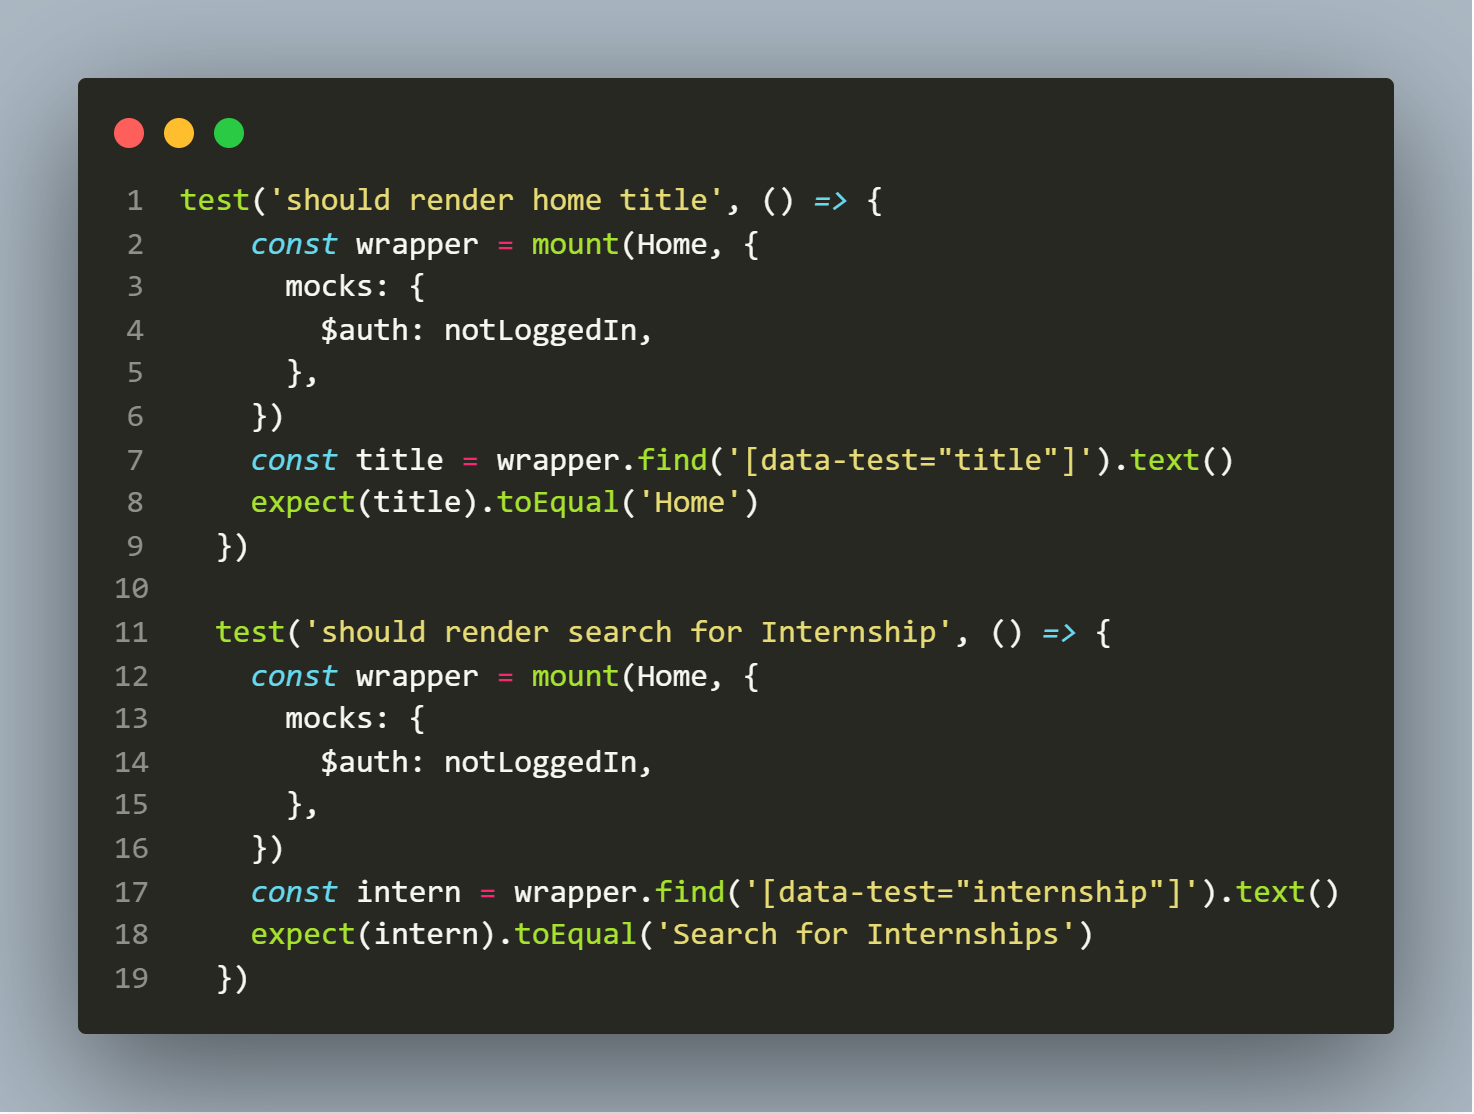 1 test('should render home title', () => {
2     const wrapper = mount(Home, {
3       mocks: {
4         $auth: notLoggedIn,
5       },
6     })
7     const title = wrapper.find('[data-test="title"]').text()
8     expect(title).toEqual('Home')
9   })
10
11   test('should render search for Internship', () => {
12     const wrapper = mount(Home, {
13       mocks: {
14         $auth: notLoggedIn,
15       },
16     })
17     const intern = wrapper.find('[data-test="internship"]').text()
18     expect(intern).toEqual('Search for Internships')
19   })